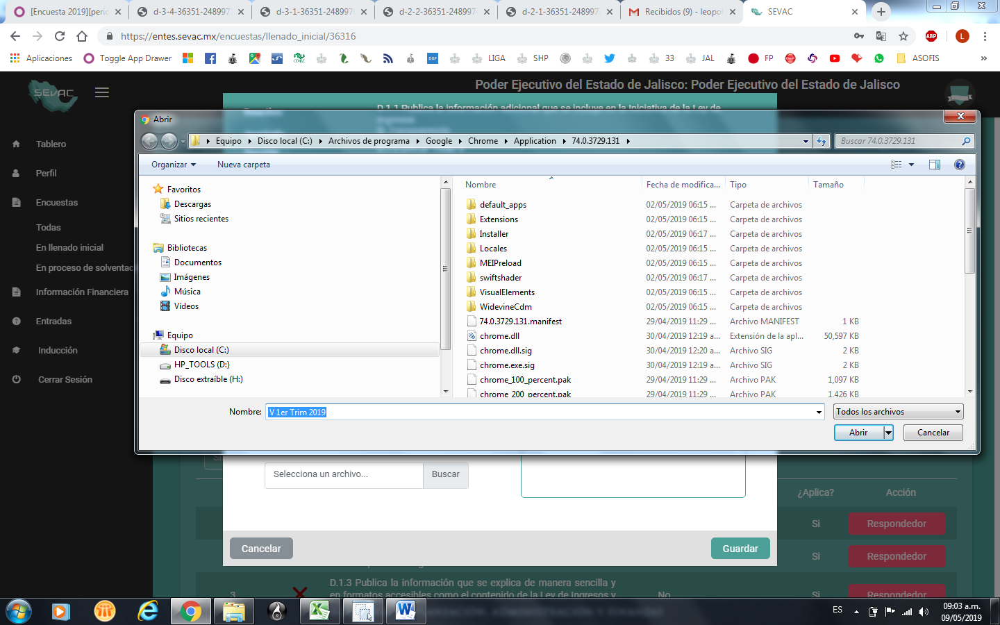 [Encuesta 2019][peri
d-3-4-36351-248997
d-3-1-36351-248997
d-2-2-36351-248997
d-2-1-36351-248997
Recibidos (9) - leopo
SEVAC
https://entes.sevac.mx/encuestas/llenado_inicial/36316
ABP
L
Aplicaciones
Toggle App Drawer
DOF
LIGA
SHP
33
JAL
FP
ASOFIS
»
SEVAC
Poder Ejecutivo del Estado de Jalisco: Poder Ejecutivo del Estado de Jalisco
D.1.1 Publica la información adicional que se incluye en la Iniciativa de la Ley de
Abrir
Equipo
Disco local (C:)
Archivos de programa
Google
Chrome
Application
74.0.3729.131
Buscar 74.0.3729.131
Organizar
Nueva carpeta
Tablero
Perfil
Encuestas
Todas
En llenado inicial
En proceso de solventac
Información Financiera
Entradas
Inducción
Cerrar Sesión
Favoritos
Descargas
Sitios recientes
Bibliotecas
Documentos
Imágenes
Música
Vídeos
Equipo
Disco local (C:)
HP_TOOLS (D:)
Disco extraíble (H:)
Nombre Fecha de modifica... Tipo Tamaño
default_apps 02/05/2019 06:15 ... Carpeta de archivos
Extensions 02/05/2019 06:15 ... Carpeta de archivos
Installer 02/05/2019 06:17 ... Carpeta de archivos
Locales 02/05/2019 06:15 ... Carpeta de archivos
MEIPreload 02/05/2019 06:15 ... Carpeta de archivos
swiftshader 02/05/2019 06:17 ... Carpeta de archivos
VisualElements 02/05/2019 06:15 ... Carpeta de archivos
WidevineCdm 02/05/2019 06:15 ... Carpeta de archivos
74.0.3729.131.manifest 29/04/2019 11:29 ... Archivo MANIFEST 1 KB
chrome.dll 30/04/2019 12:19 a... Extensión de la apl... 50,597 KB
chrome.dll.sig 30/04/2019 12:20 a... Archivo SIG 2 KB
chrome.exe.sig 30/04/2019 12:19 a... Archivo SIG 2 KB
chrome_100_percent.pak 29/04/2019 11:29 ... Archivo PAK 1,097 KB
chrome_200_percent.pak 29/04/2019 11:29 ... Archivo PAK 1,426 KB
Nombre: V 1er Trim 2019
Todos los archivos
Abrir
Cancelar
Selecciona un archivo...
Buscar
Cancelar
Guardar
¿Aplica? Acción
Si Respondedor
Si Respondedor
3
D.1.3 Publica la información que se explica de manera sencilla y
en formatos accesibles como el contenido de la Ley de Ingresos y
No
Si Respondedor
ES
09:03 a.m.
09/05/2019